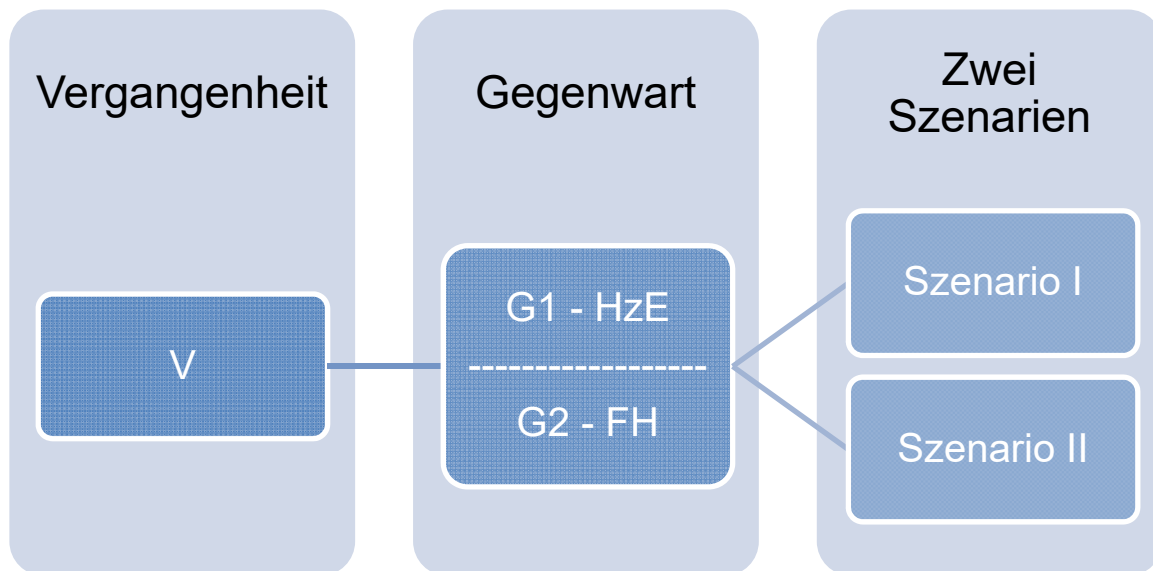 Vergangenheit
V
Gegenwart
G1 - HzE
-------------------
G2 - FH
Zwei
Szenarien
Szenario I
Szenario II